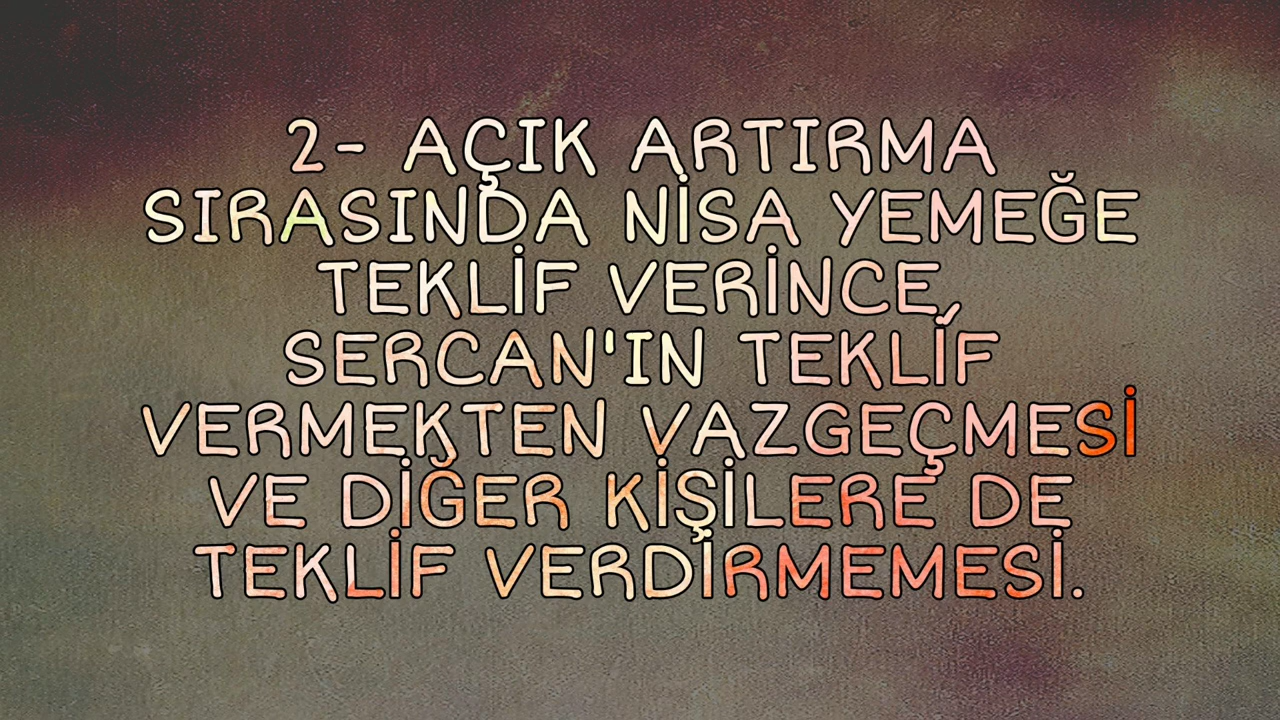 2- AÇIK ARTIRMA
SIRASINDA NİSA YEMEĞE
TEKLİF VERİNCE,
SERCAN'IN TEKLİF
VERMEKTEN VAZGEÇMESİ
VE DİĞER KİŞİLERE DE
TEKLİF VERDİRMEMESİ.